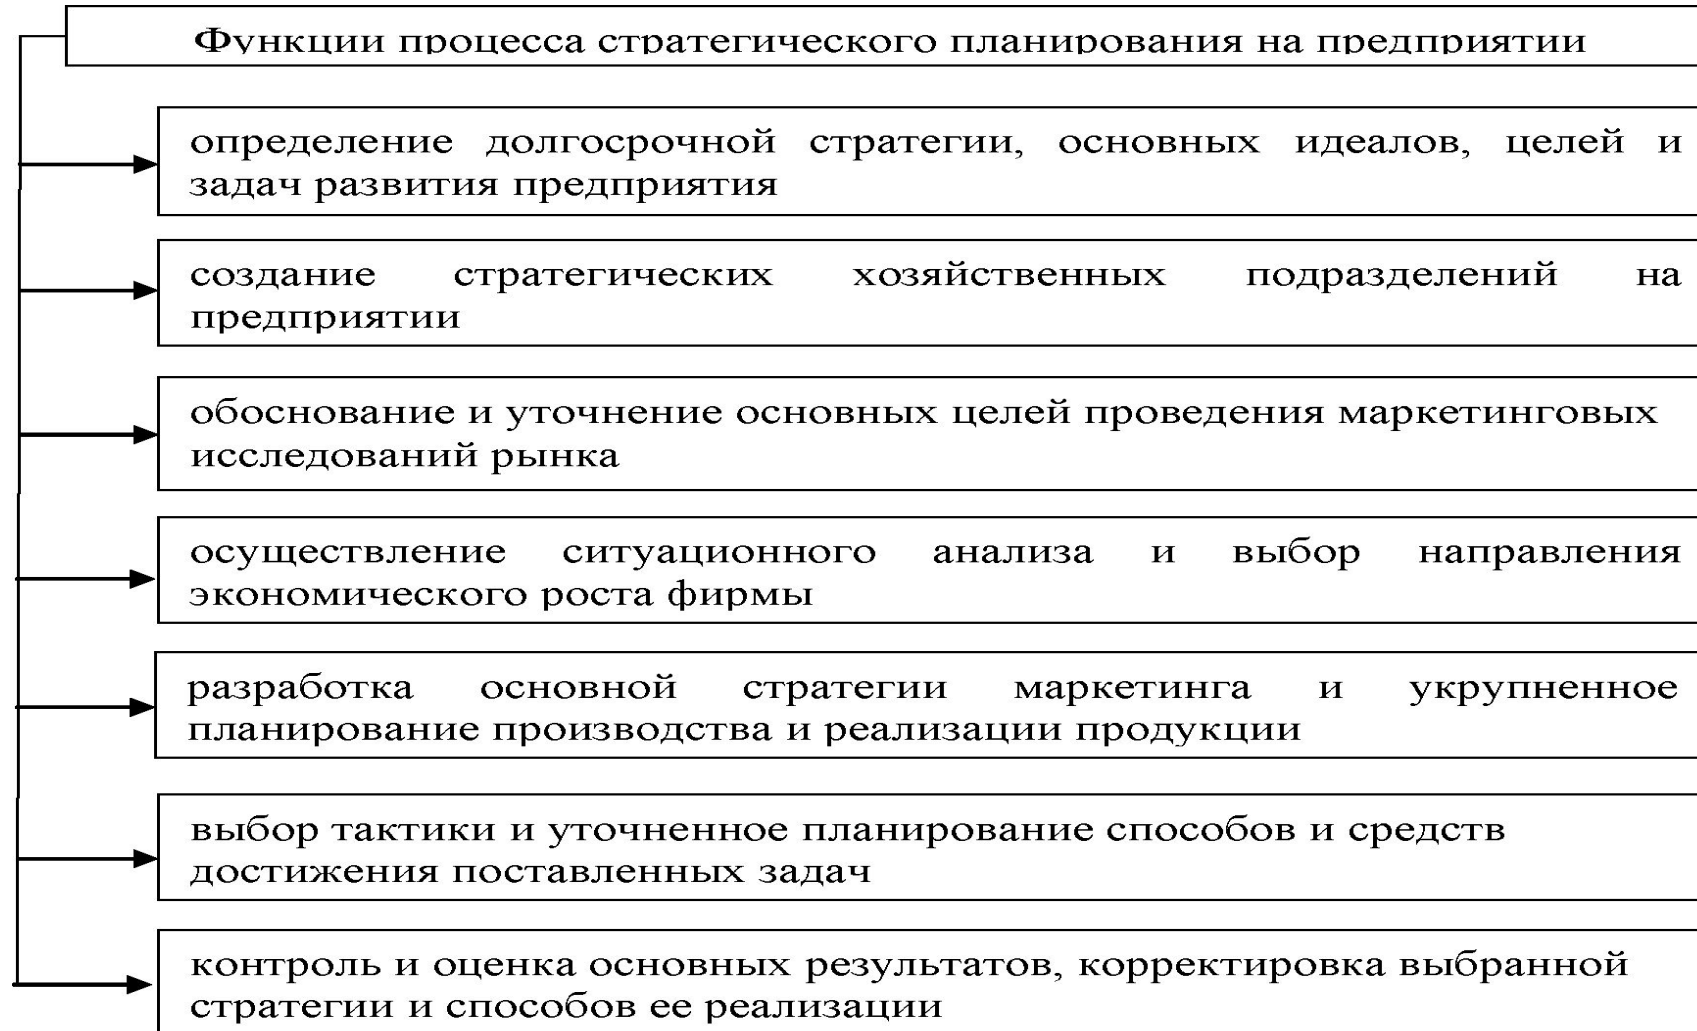 Функции процесса стратегического планирования на предприятии
определение долгосрочной стратегии, основных идеалов, целей и
задач развития предприятия
создание стратегических хозяйственных подразделений на
предприятии
обоснование и уточнение основных целей проведения маркетинговых
исследований рынка
осуществление ситуационного анализа и выбор направления
экономического роста фирмы
разработка основной стратегии маркетинга и укрупненное
планирование производства и реализации продукции
выбор тактики и уточненное планирование способов и средств
достижения поставленных задач
контроль и оценка основных результатов, корректировка выбранной
стратегии и способов ее реализации